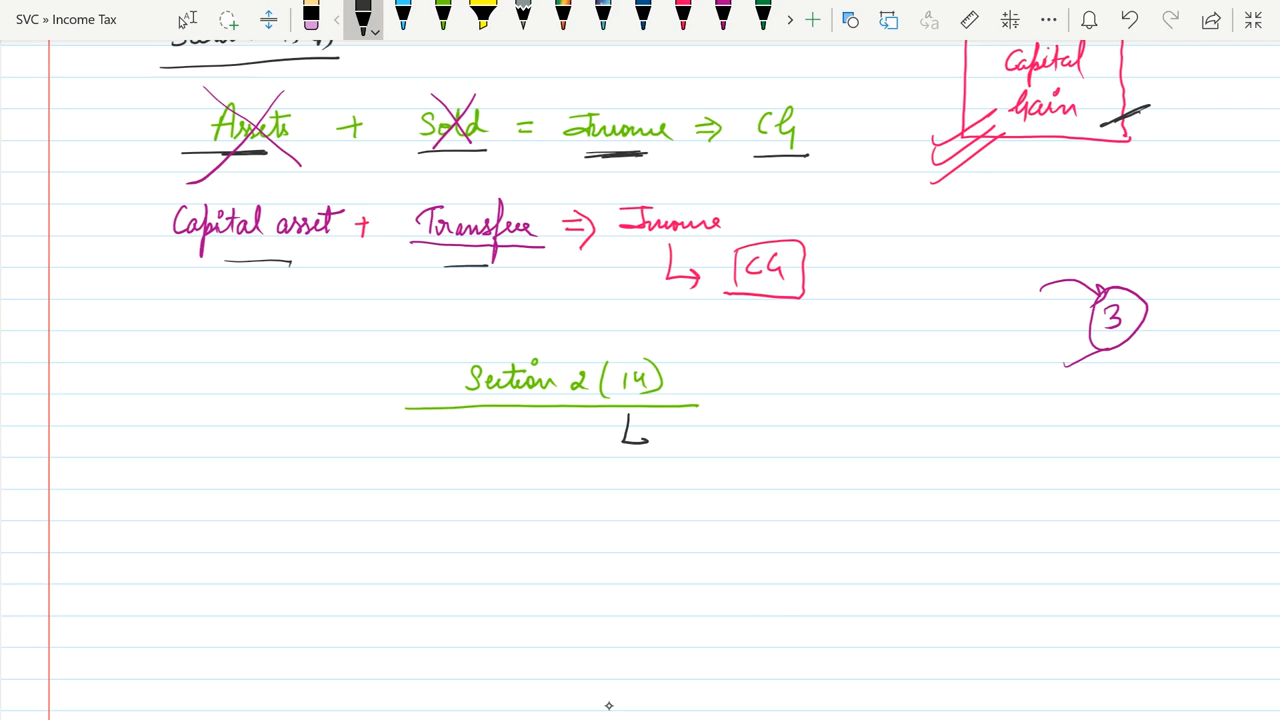 SVC » Income Tax
Capital
Gain
Assets + Sold = Income ⇒ CG
Capital asset + Transfer ⇒ Income
CG
3
Section 2 (14)